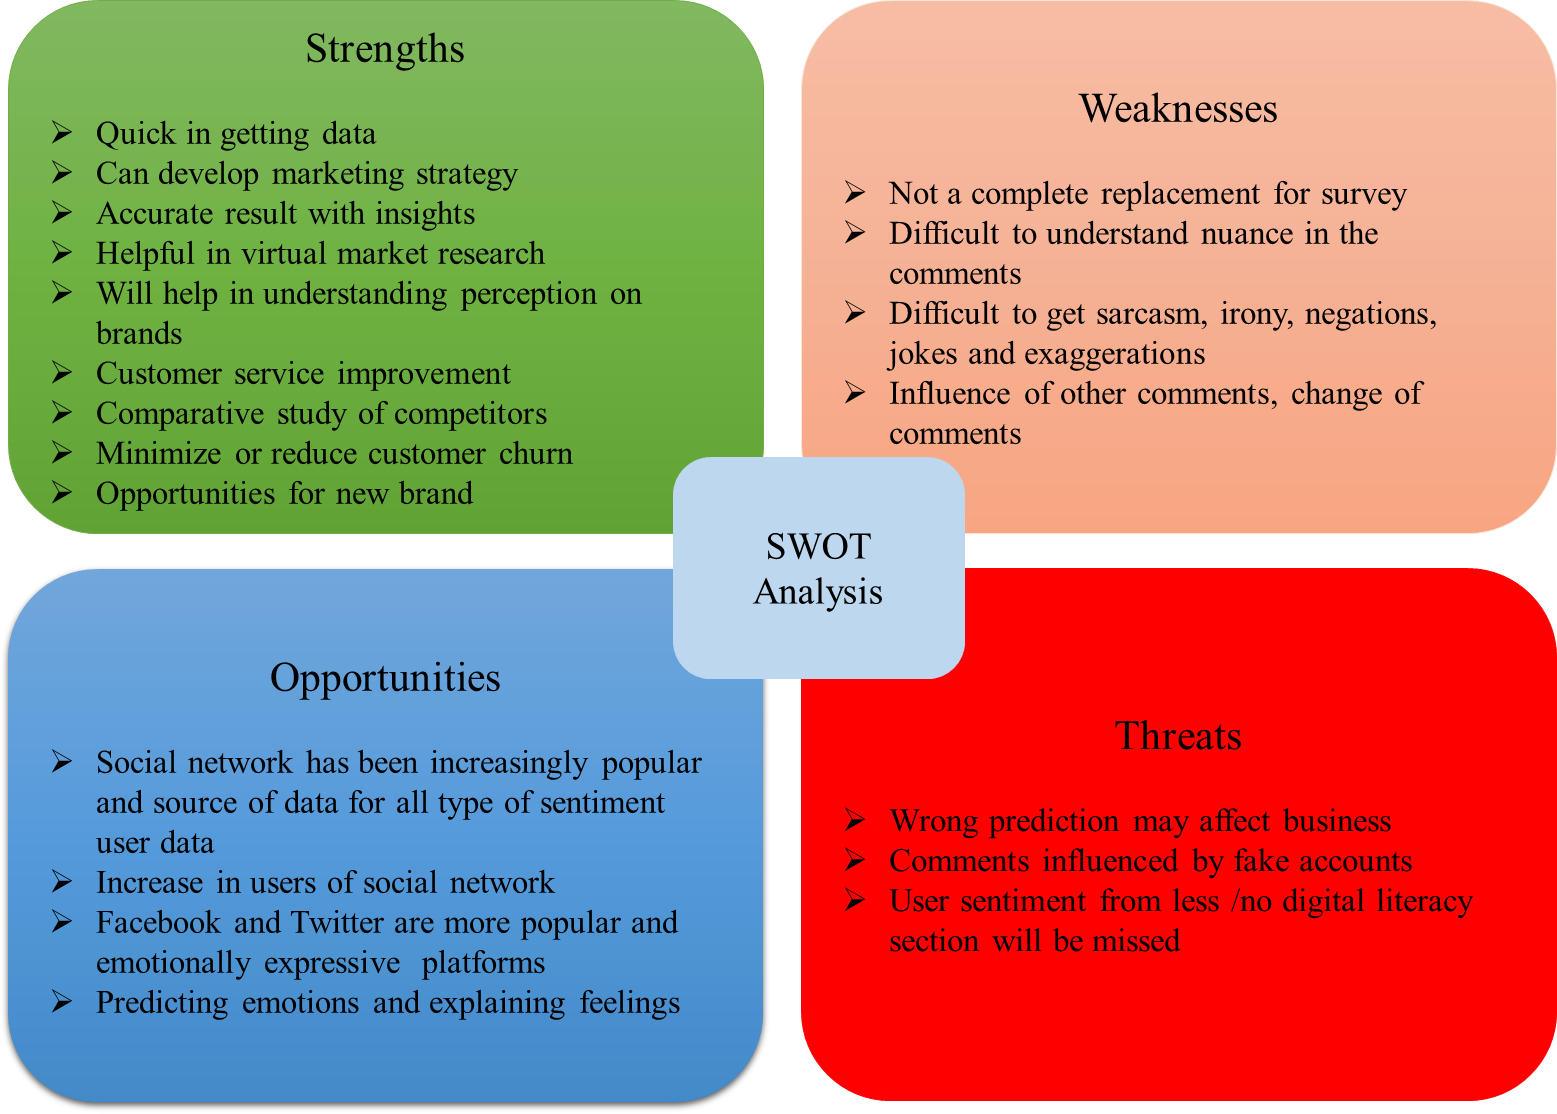 Strengths
➢ Quick in getting data
➢ Can develop marketing strategy
➢ Accurate result with insights
➢ Helpful in virtual market research
➢ Will help in understanding perception on
brands
➢ Customer service improvement
➢ Comparative study of competitors
➢ Minimize or reduce customer churn
➢ Opportunities for new brand
Weaknesses
➢ Not a complete replacement for survey
➢ Difficult to understand nuance in the
comments
➢ Difficult to get sarcasm, irony, negations,
jokes and exaggerations
➢ Influence of other comments, change of
comments
SWOT
Analysis
Opportunities
➢ Social network has been increasingly popular
and source of data for all type of sentiment
user data
➢ Increase in users of social network
➢ Facebook and Twitter are more popular and
emotionally expressive platforms
➢ Predicting emotions and explaining feelings
Threats
➢ Wrong prediction may affect business
➢ Comments influenced by fake accounts
➢ User sentiment from less /no digital literacy
section will be missed